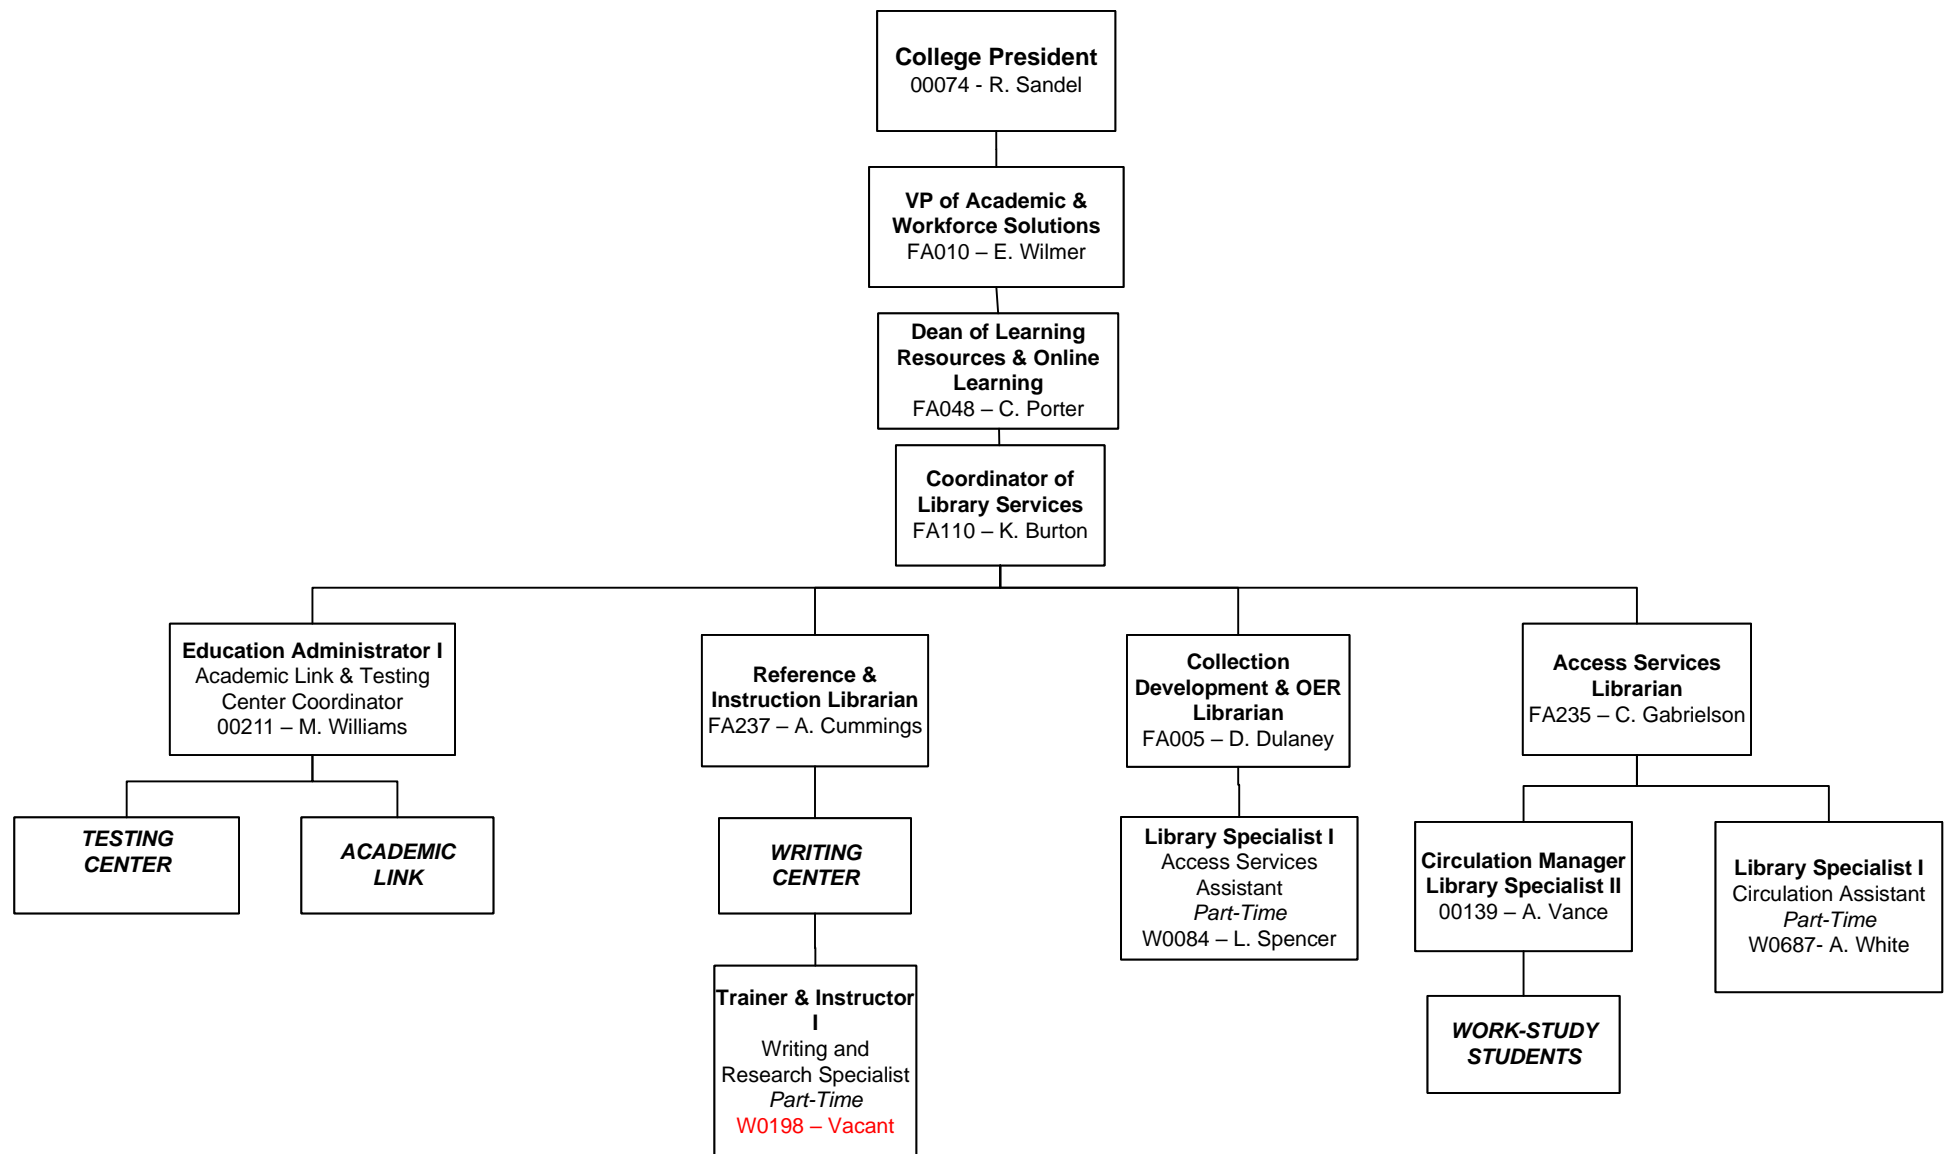 College President
00074 - R. Sandel
VP of Academic &
Workforce Solutions
FA010 – E. Wilmer
Dean of Learning
Resources & Online
Learning
FA048 – C. Porter
Coordinator of
Library Services
FA110 – K. Burton
Education Administrator I
Academic Link & Testing
Center Coordinator
00211 – M. Williams
Reference &
Instruction Librarian
FA237 – A. Cummings
Collection
Development & OER
Librarian
FA005 – D. Dulaney
Access Services
Librarian
FA235 – C. Gabrielson
TESTING
CENTER
ACADEMIC
LINK
WRITING
CENTER
Library Specialist I
Access Services
Assistant
Part-Time
W0084 – L. Spencer
Circulation Manager
Library Specialist II
00139 – A. Vance
Library Specialist I
Circulation Assistant
Part-Time
W0687- A. White
Trainer & Instructor
I
Writing and
Research Specialist
Part-Time
W0198 – Vacant
WORK-STUDY
STUDENTS